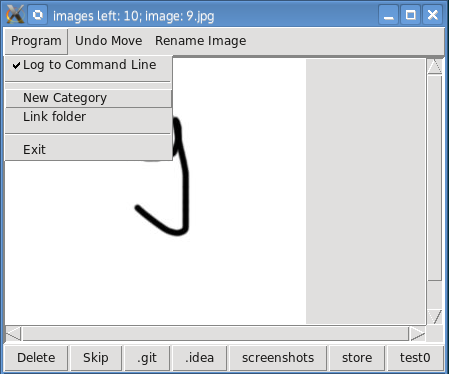 images left: 10; image: 9.jpg
Program Undo Move Rename Image
Log to Command Line
New Category
Link folder
Exit
Delete Skip .git .idea screenshots store test0